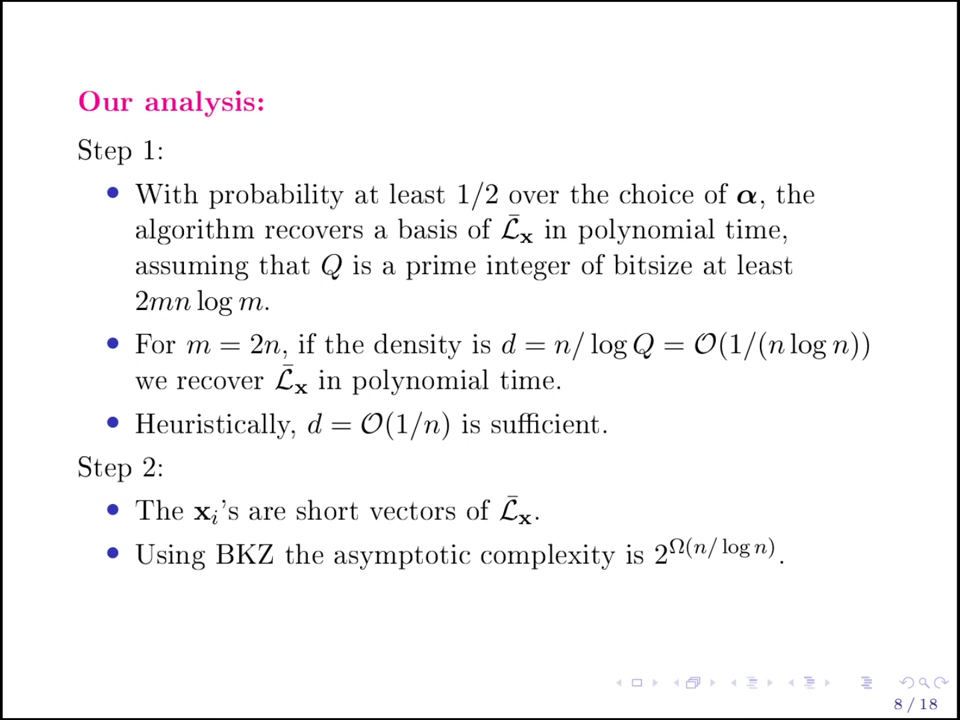 Our analysis:
Step 1:
• With probability at least 1/2 over the choice of α, the
algorithm recovers a basis of L̄ₓ in polynomial time,
assuming that Q is a prime integer of bitsize at least
2mn log m.
• For m = 2n, if the density is d = n/ log Q = O(1/(n log n))
we recover L̄ₓ in polynomial time.
• Heuristically, d = O(1/n) is sufficient.
Step 2:
• The xᵢ's are short vectors of L̄ₓ.
• Using BKZ the asymptotic complexity is 2^Ω(n/ log n).
8 / 18